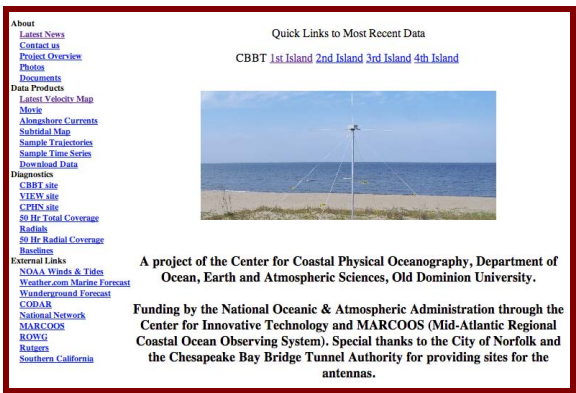 About
Latest News
Contact us
Project Overview
Photos
Documents
Data Products
Latest Velocity Map
Movie
Alongshore Currents
Subtidal Map
Sample Trajectories
Sample Time Series
Download Data
Diagnostics
CBBT site
VIEW site
CPHN site
50 Hr Total Coverage
Radials
50 Hr Radial Coverage
Baselines
External Links
NOAA Winds & Tides
Weather.com Marine Forecast
Wunderground Forecast
CODAR
National Network
MARCOOS
ROWG
Rutgers
Southern California
Quick Links to Most Recent Data
CBBT 1st Island 2nd Island 3rd Island 4th Island
A project of the Center for Coastal Physical Oceanography, Department of
Ocean, Earth and Atmospheric Sciences, Old Dominion University.
Funding by the National Oceanic & Atmospheric Administration through the
Center for Innovative Technology and MARCOOS (Mid-Atlantic Regional
Coastal Ocean Observing System). Special thanks to the City of Norfolk and
the Chesapeake Bay Bridge Tunnel Authority for providing sites for the
antennas.